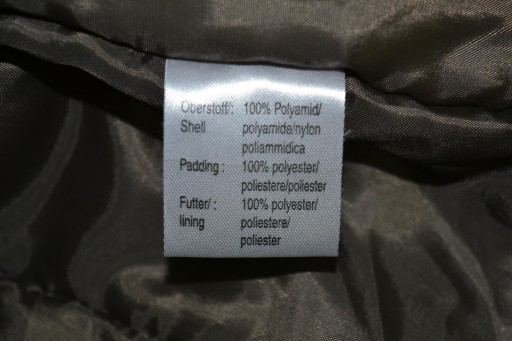 Oberstoff/: 100% Polyamid/
Shell polyamide/nylon
poliammidica
Padding : 100% polyester/
poliestere/poliester
Futter/ : 100% polyester/
lining poliestere/
poliester